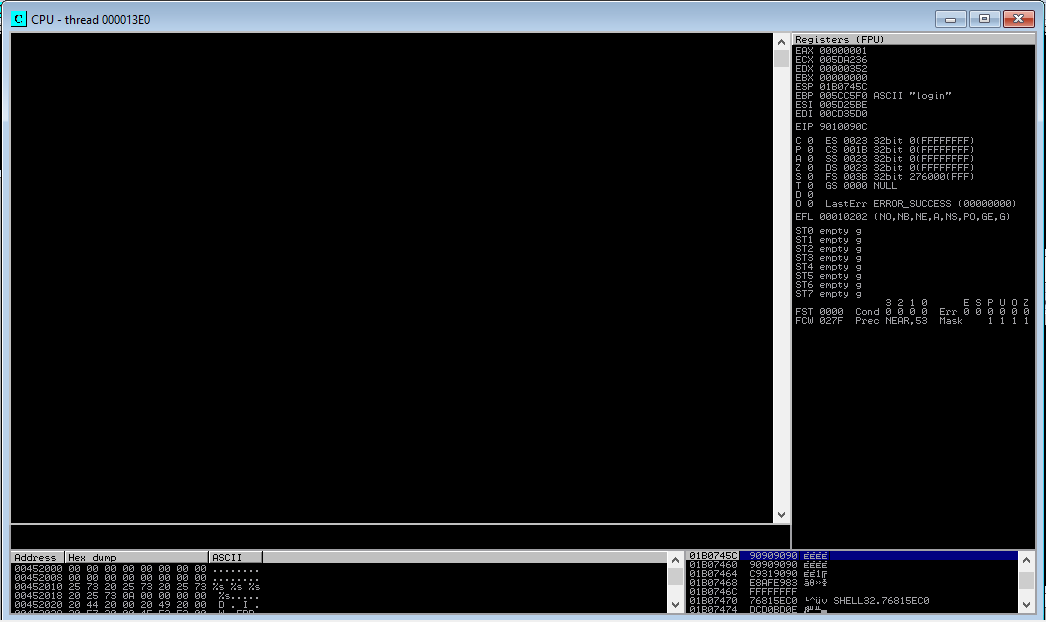 C CPU - thread 000013E0
Registers (FPU)
EAX 00000001
ECX 005DA236
EDX 00000352
EBX 00000000
ESP 01B0745C
EBP 005CC5F0 ASCII "login"
ESI 005D25BE
EDI 00CD35D0
EIP 9010090C
C 0 ES 0023 32bit 0(FFFFFFFF)
P 0 CS 001B 32bit 0(FFFFFFFF)
A 0 SS 0023 32bit 0(FFFFFFFF)
Z 0 DS 0023 32bit 0(FFFFFFFF)
S 0 FS 003B 32bit 276000(FFF)
T 0 GS 0000 NULL
D 0
O 0 LastErr ERROR_SUCCESS (00000000)
EFL 00010202 (NO,NB,NE,A,NS,PO,GE,G)
ST0 empty g
ST1 empty g
ST2 empty g
ST3 empty g
ST4 empty g
ST5 empty g
ST6 empty g
ST7 empty g
3 2 1 0 E S P U O Z
FST 0000 Cond 0 0 0 0 Err 0 0 0 0 0 0
FCW 027F Prec NEAR,53 Mask 1 1 1 1
Address Hex dump ASCII
00452000 00 00 00 00 00 00 00 00 ........
00452008 00 00 00 00 00 00 00 00 ........
00452010 25 73 20 25 73 20 25 73 %s %s %s
00452018 20 25 73 0A 00 00 00 00 %s.....
00452020 20 44 20 00 20 49 20 00 D . I .
01B0745C 90909090 ÉÉÉÉ
01B07460 90909090 ÉÉÉÉ
01B07464 C9319090 ÉÉ1╔
01B07468 E8AFE983
01B0746C FFFFFFFF
01B07470 76815EC0 SHELL32.76815EC0
01B07474 DCD0BD0E